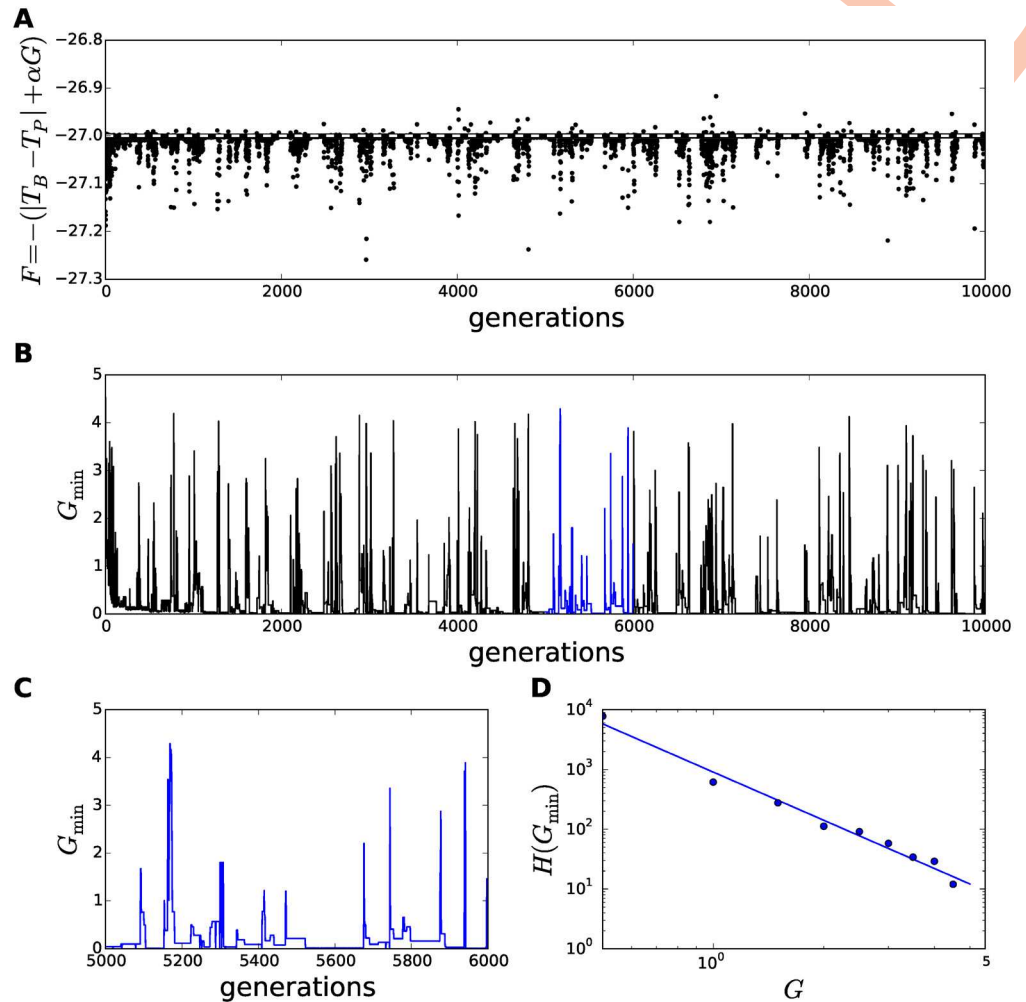 A
F=−(|T_B−T_P|+αG)
−26.8
−26.9
−27.0
−27.1
−27.2
−27.3
0 2000 4000 6000 8000 10000
generations
B
G_min
5
4
3
2
1
0
0 2000 4000 6000 8000 10000
generations
C
G_min
5
4
3
2
1
0
5000 5200 5400 5600 5800 6000
generations
D
H(G_min)
10^4
10^3
10^2
10^1
10^0
10^0 5
G